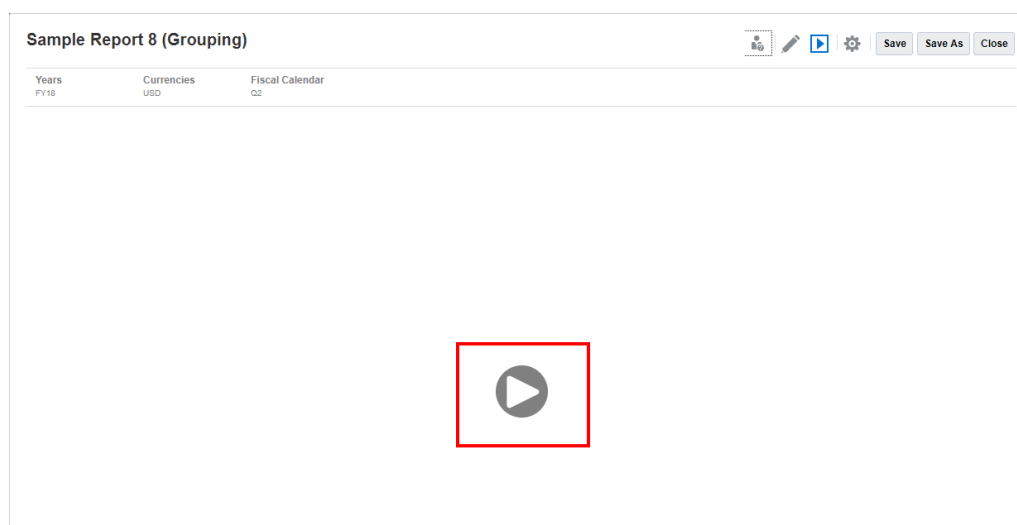 Sample Report 8 (Grouping)
Save Save As Close
Years Currencies Fiscal Calendar
FY18 USD Q2